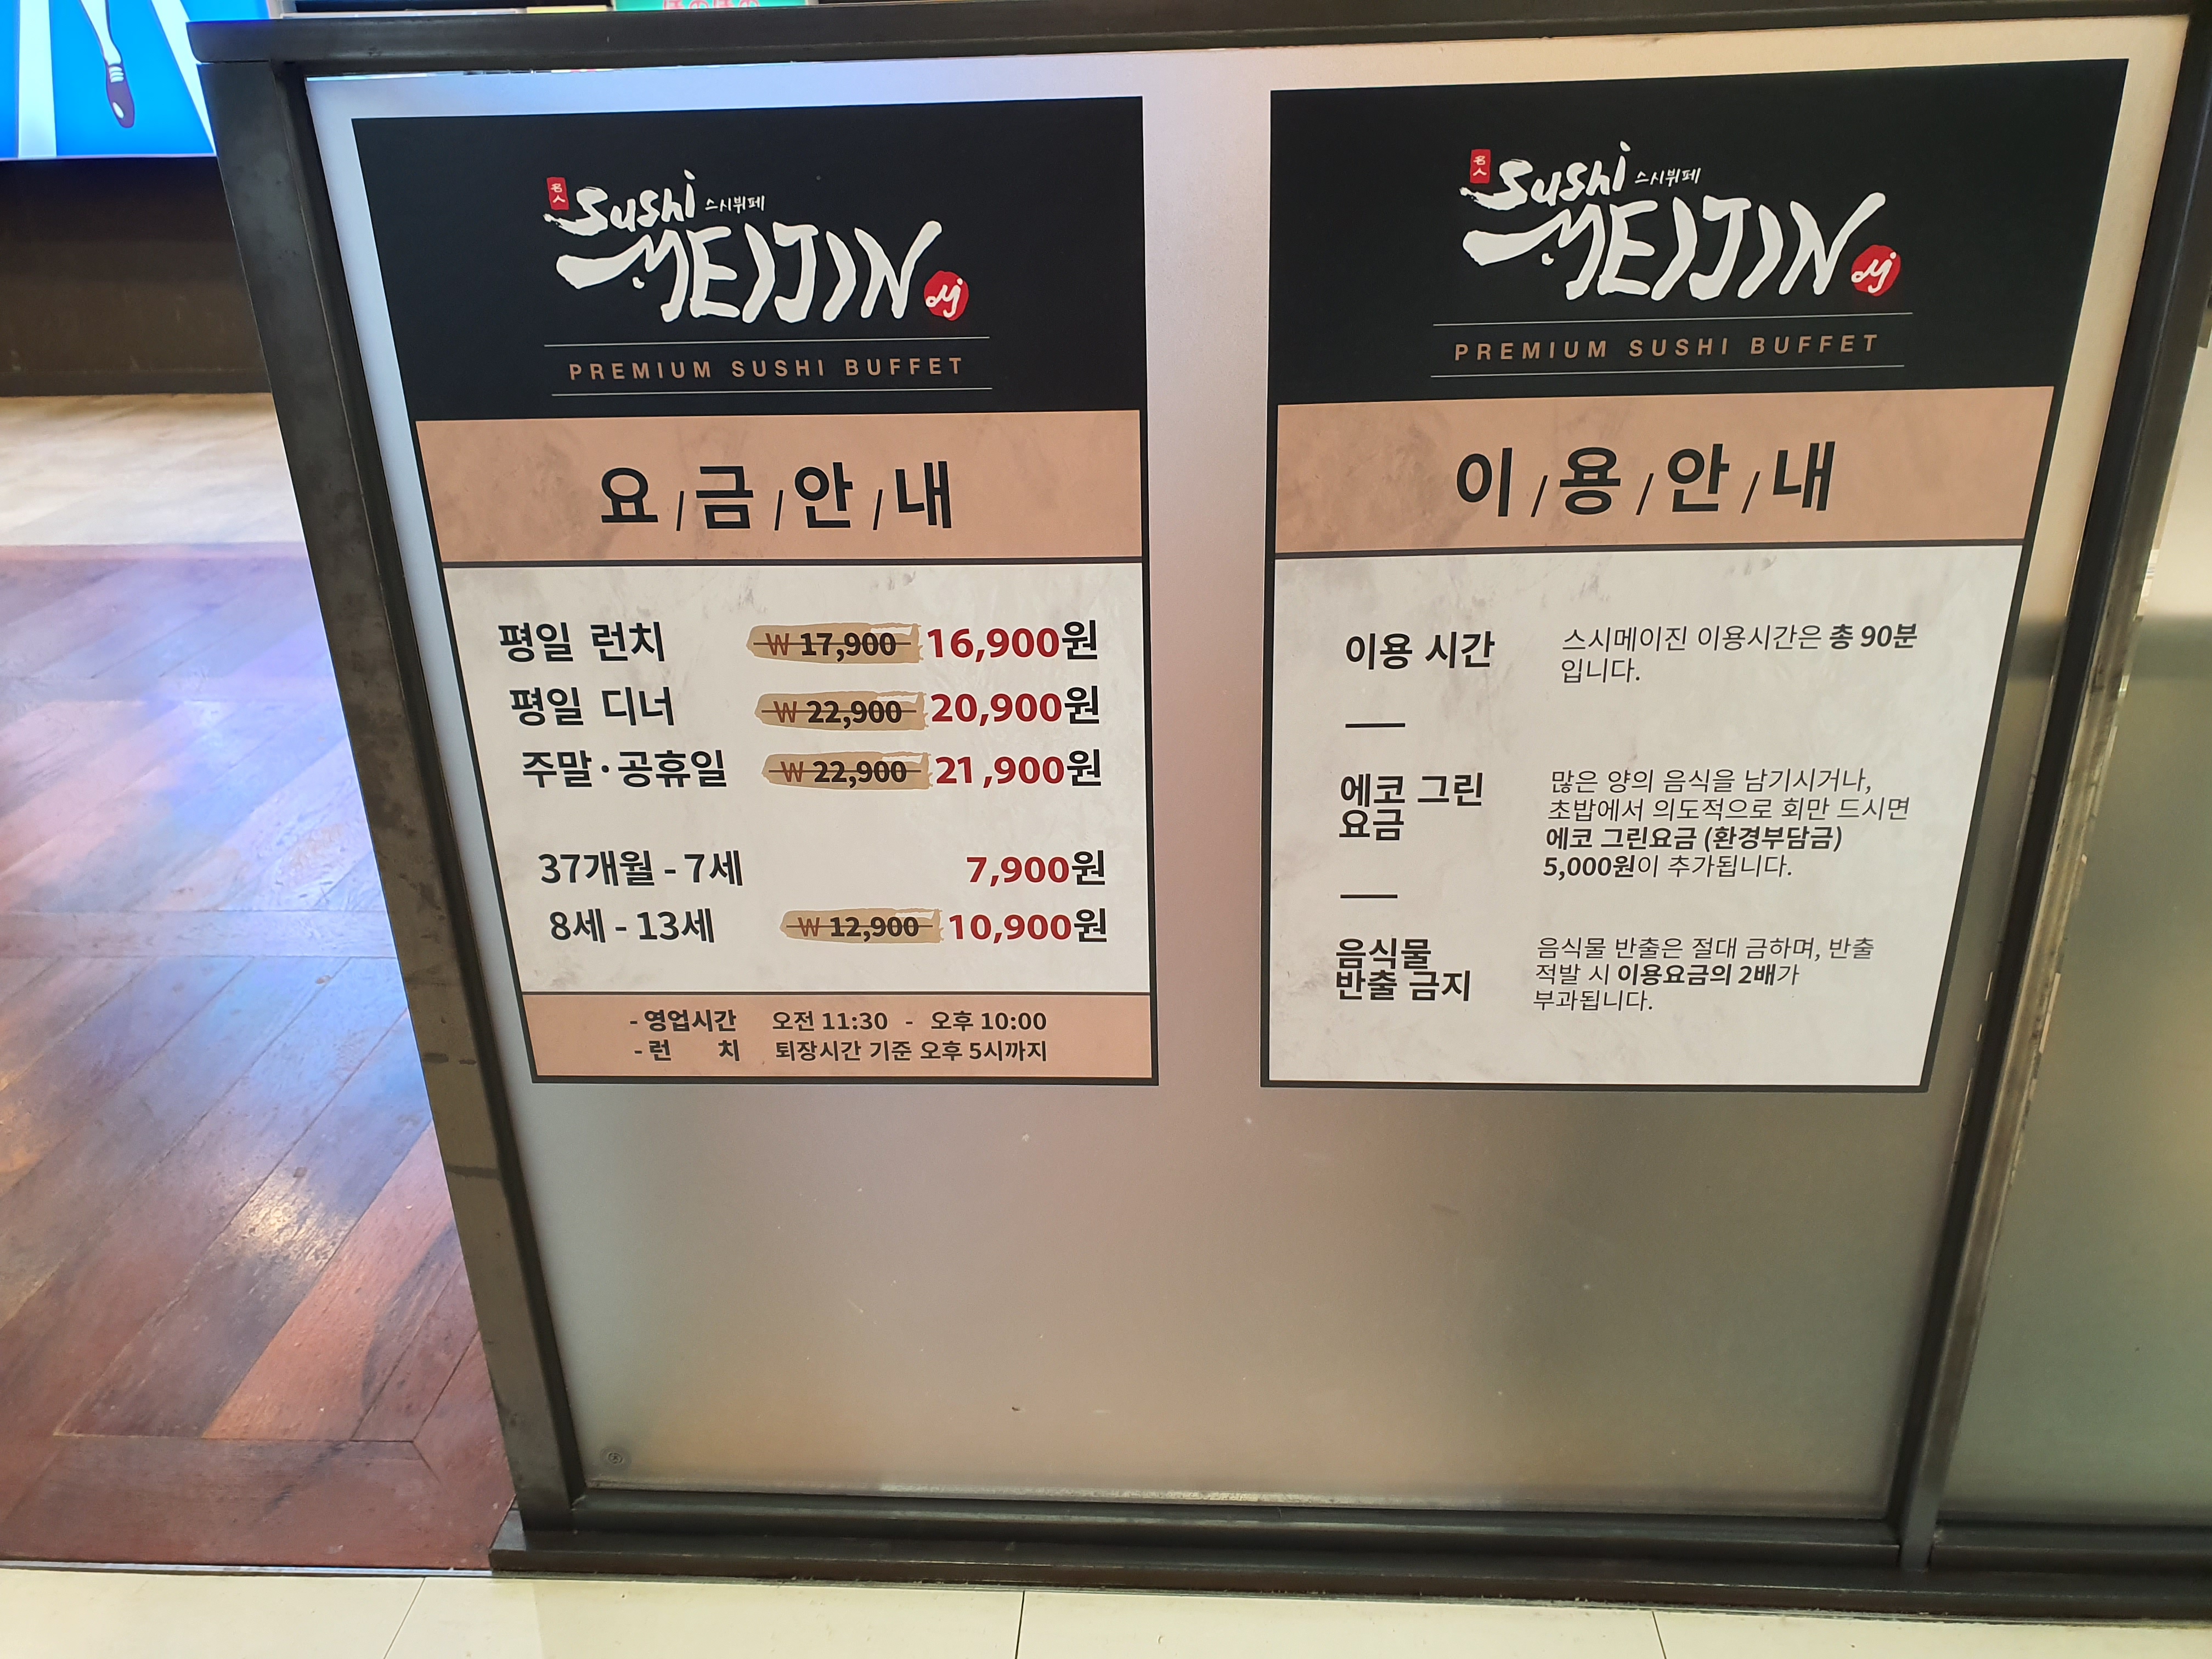 名人
Sushi 스시뷔페
MEIJIN mj
PREMIUM SUSHI BUFFET
요/금/안/내
평일 런치 ₩ 17,900 16,900원
평일 디너 ₩ 22,900 20,900원
주말·공휴일 ₩ 22,900 21,900원
37개월 - 7세 7,900원
8세 - 13세 ₩ 12,900 10,900원
- 영업시간 오전 11:30 - 오후 10:00
- 런 치 퇴장시간 기준 오후 5시까지
名人
Sushi 스시뷔페
MEIJIN mj
PREMIUM SUSHI BUFFET
이/용/안/내
이용 시간
스시메이진 이용시간은 총 90분
입니다.
에코 그린
요금
많은 양의 음식을 남기시거나,
초밥에서 의도적으로 회만 드시면
에코 그린요금 (환경부담금)
5,000원이 추가됩니다.
음식물
반출 금지
음식물 반출은 절대 금하며, 반출
적발 시 이용요금의 2배가
부과됩니다.